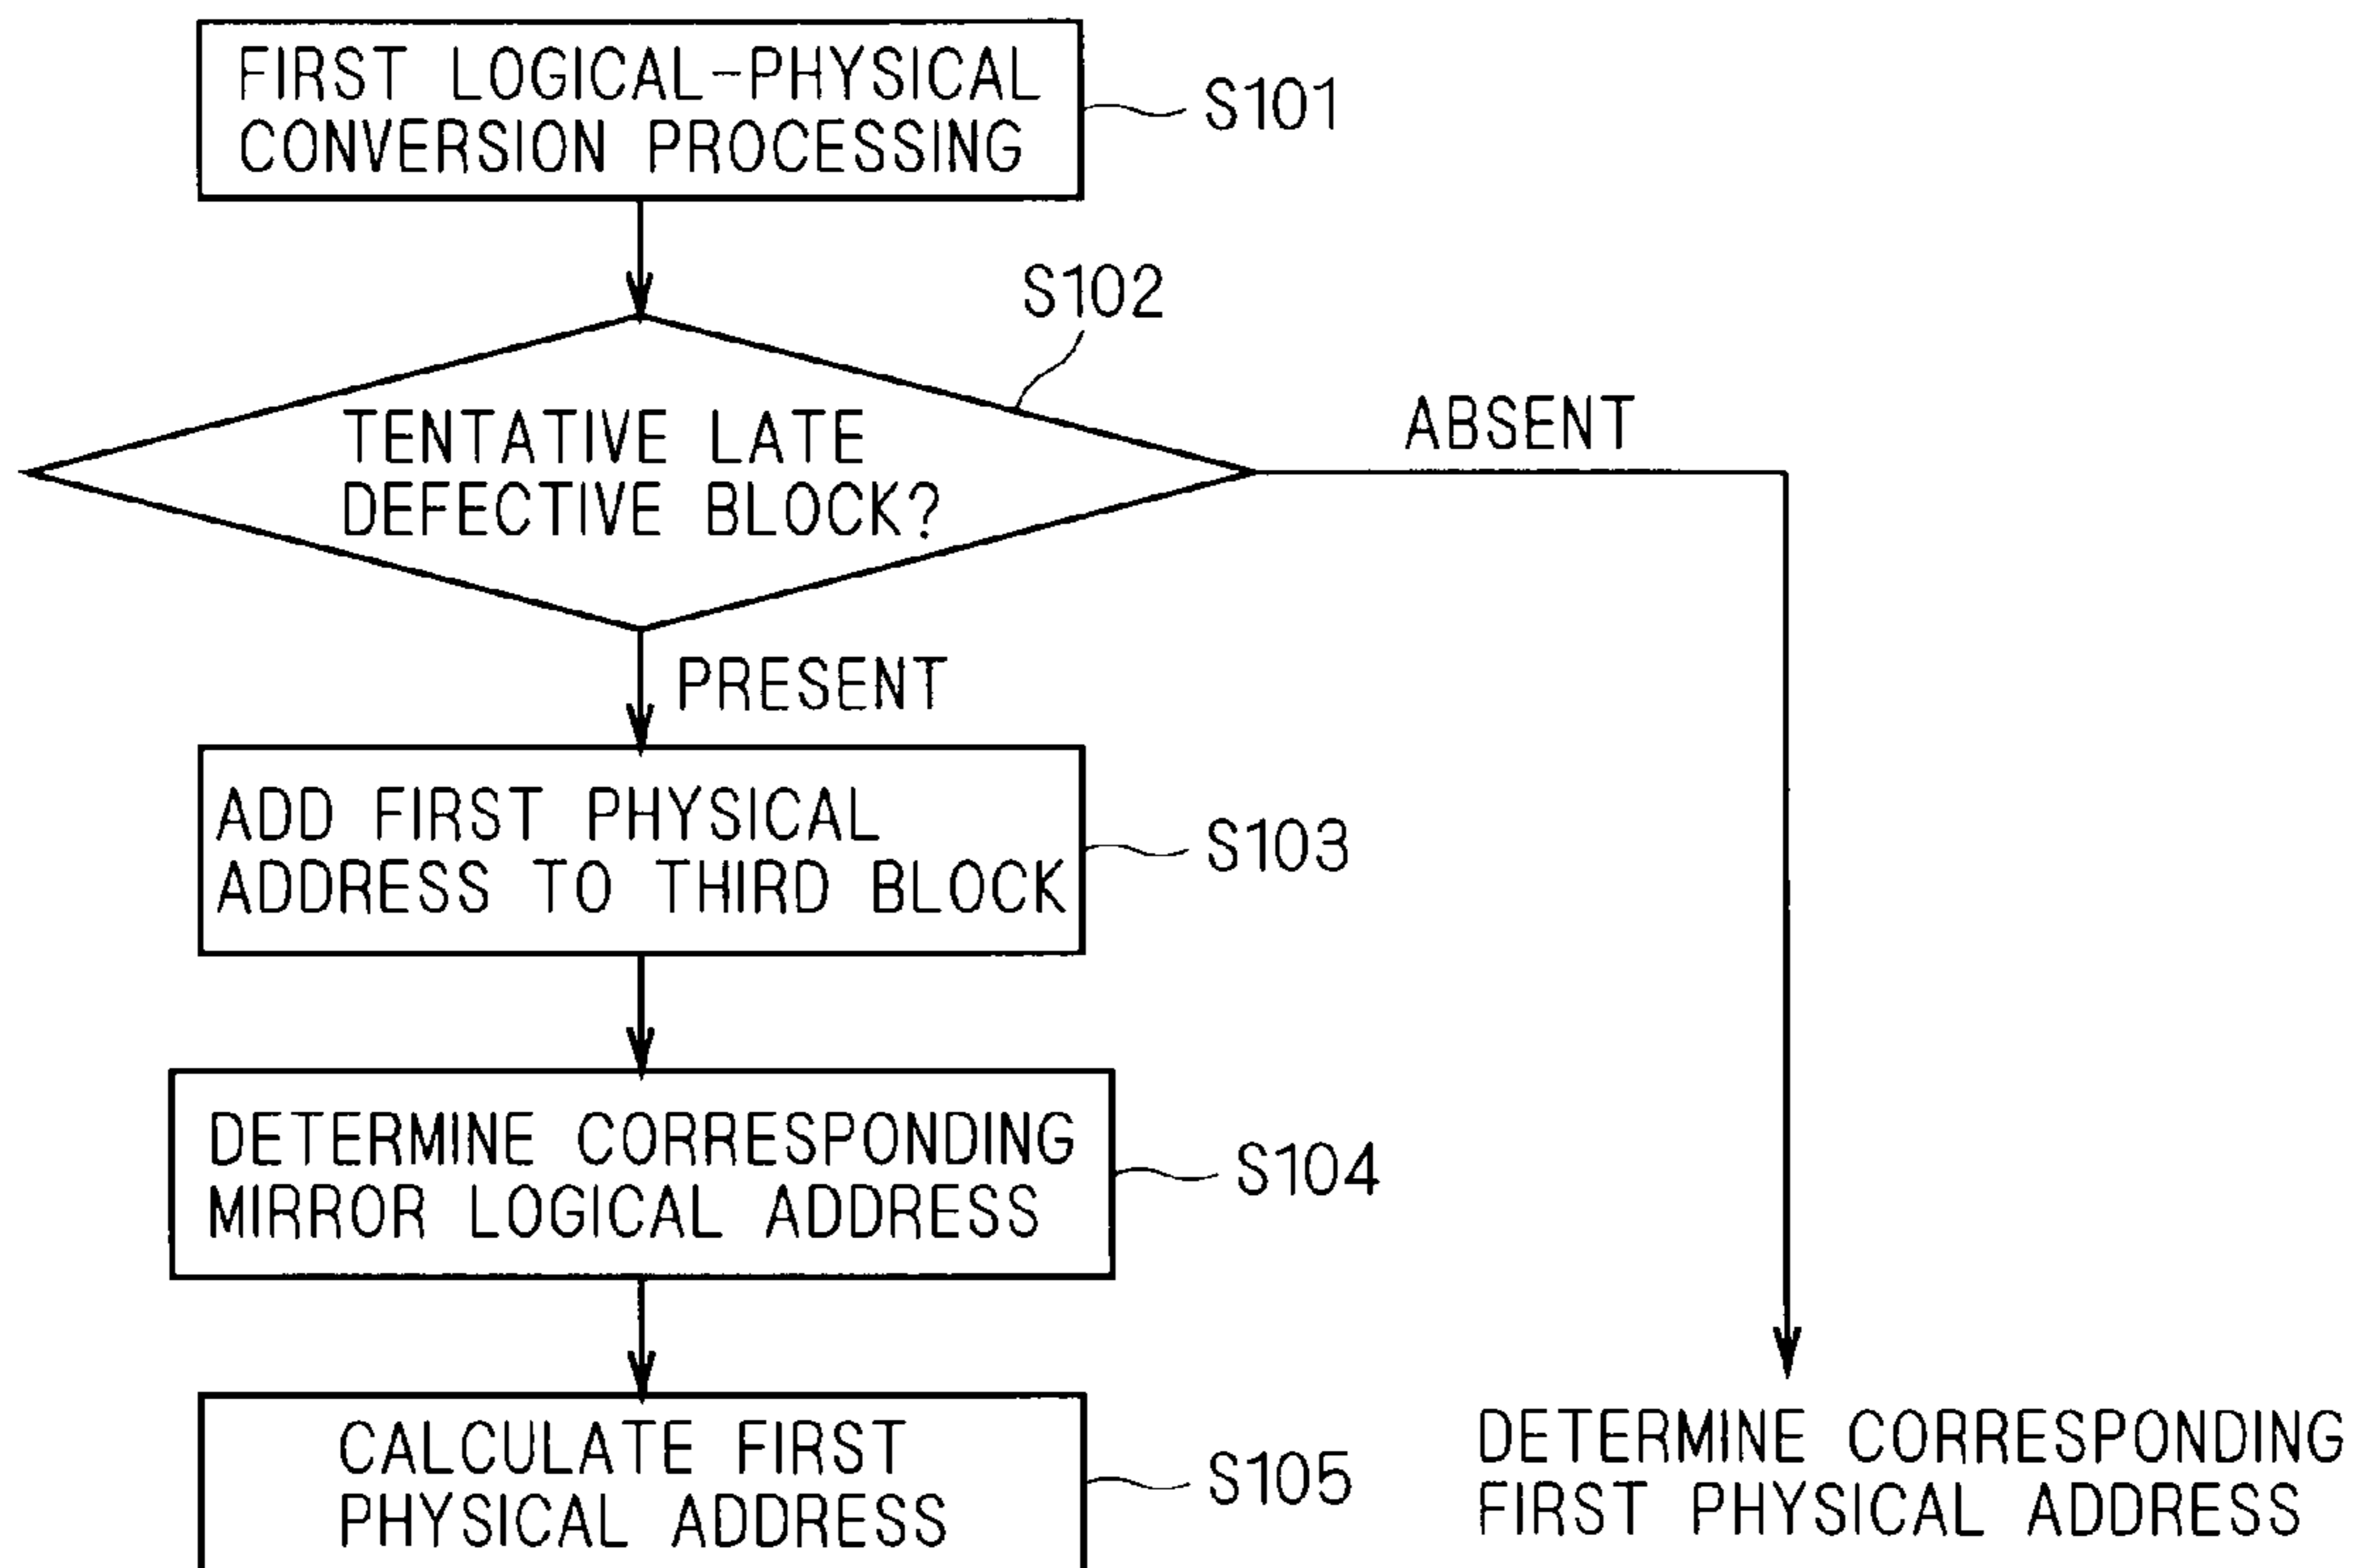 FIRST LOGICAL-PHYSICAL
CONVERSION PROCESSING
S101
S102
TENTATIVE LATE
DEFECTIVE BLOCK?
ABSENT
PRESENT
ADD FIRST PHYSICAL
ADDRESS TO THIRD BLOCK
S103
DETERMINE CORRESPONDING
MIRROR LOGICAL ADDRESS
S104
CALCULATE FIRST
PHYSICAL ADDRESS
S105
DETERMINE CORRESPONDING
FIRST PHYSICAL ADDRESS